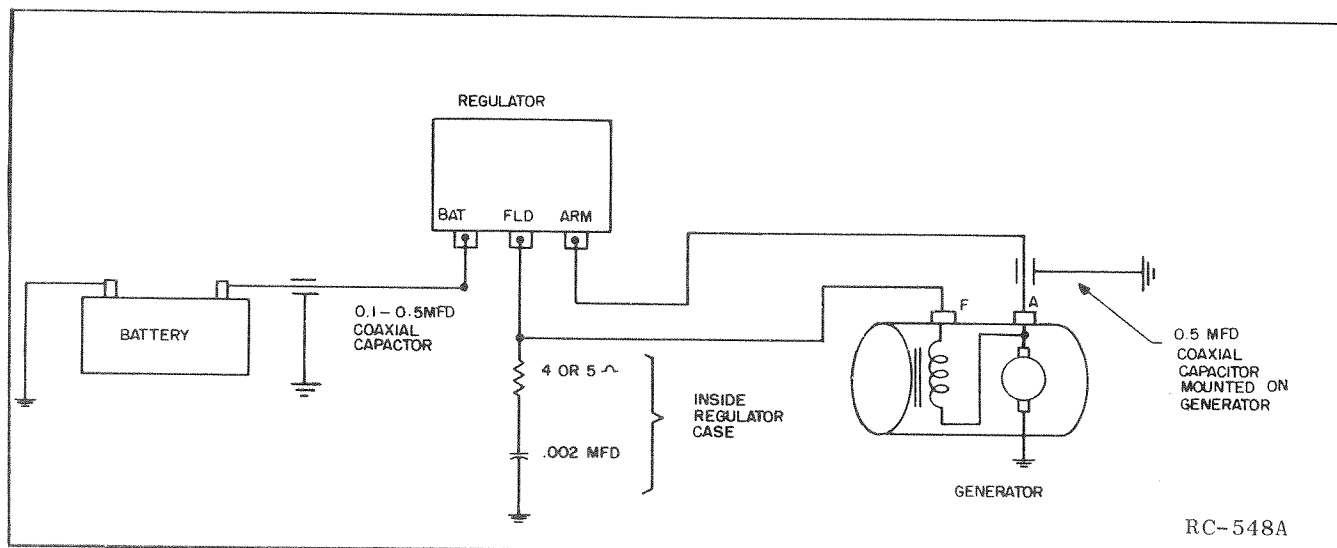 REGULATOR
BAT FLD ARM
BATTERY
0.1-0.5MFD
COAXIAL
CAPACTOR
4 OR 5
.002 MFD
INSIDE
REGULATOR
CASE
F A
0.5 MFD
COAXIAL
CAPACITOR
MOUNTED ON
GENERATOR
GENERATOR
RC-548A